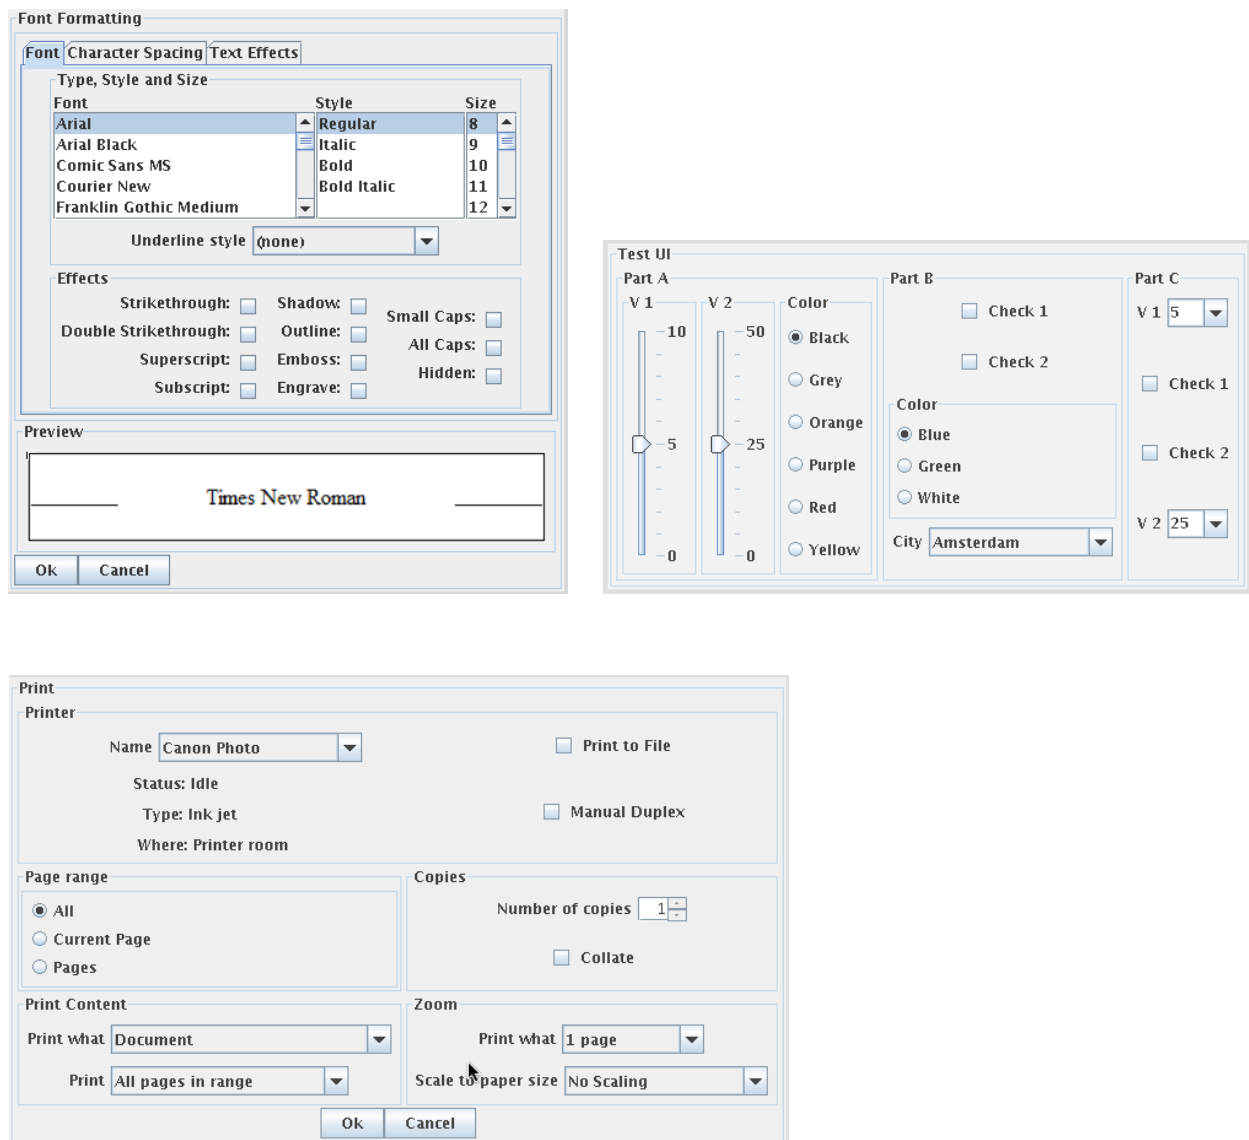 Font Formatting
Font Character Spacing Text Effects
Type, Style and Size
Font Style Size
Arial Regular 8
Arial Black Italic 9
Comic Sans MS Bold 10
Courier New Bold Italic 11
Franklin Gothic Medium 12
Underline style (none)
Effects
Strikethrough: Shadow: Small Caps:
Double Strikethrough: Outline: All Caps:
Superscript: Emboss: Hidden:
Subscript: Engrave:
Preview
Times New Roman
Ok Cancel
Test UI
Part A Part B Part C
V 1 V 2 Color
10 50 Black
Grey
Orange
5 25
Purple
Red
0 0 Yellow
Check 1
Check 2
Color
Blue
Green
White
City Amsterdam
V 1 5
Check 1
Check 2
V 2 25
Print
Printer
Name Canon Photo Print to File
Status: Idle
Type: Ink jet Manual Duplex
Where: Printer room
Page range Copies
All Number of copies 1
Current Page
Pages Collate
Print Content Zoom
Print what Document Print what 1 page
Print All pages in range Scale to paper size No Scaling
Ok Cancel